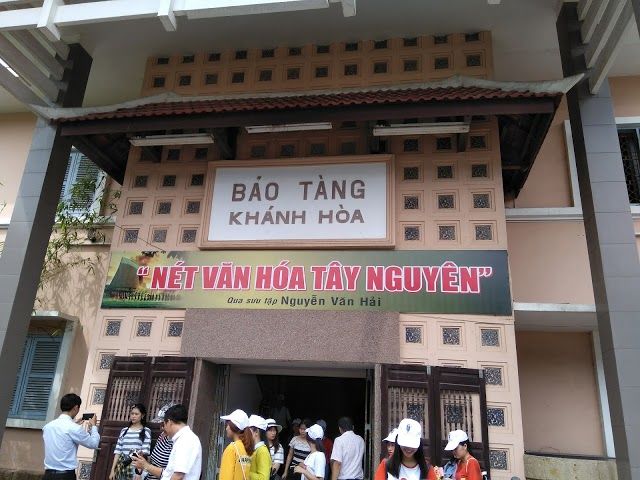 BẢO TÀNG
KHÁNH HÒA
“NÉT VĂN HÓA TÂY NGUYÊN”
Qua sưu tập Nguyễn Văn Hải